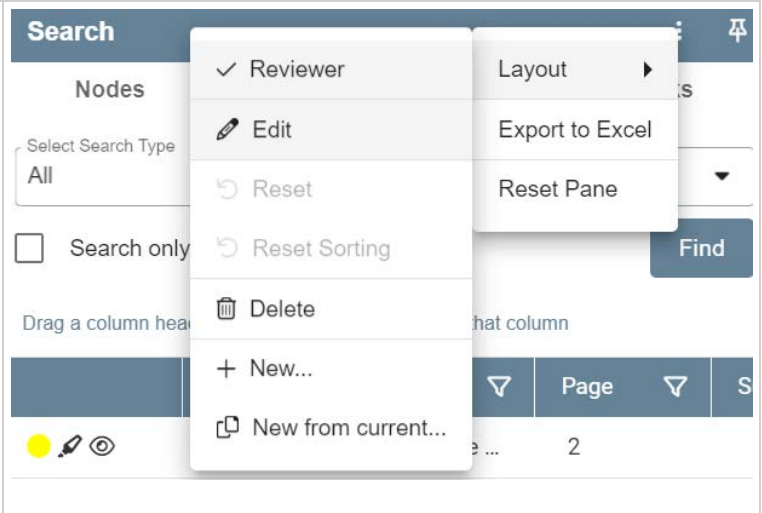 Search
Nodes
Select Search Type
All
Search only
Find
Drag a column hea
hat column
Page
2
Reviewer
Edit
Reset
Reset Sorting
Delete
New...
New from current...
Layout
Export to Excel
Reset Pane